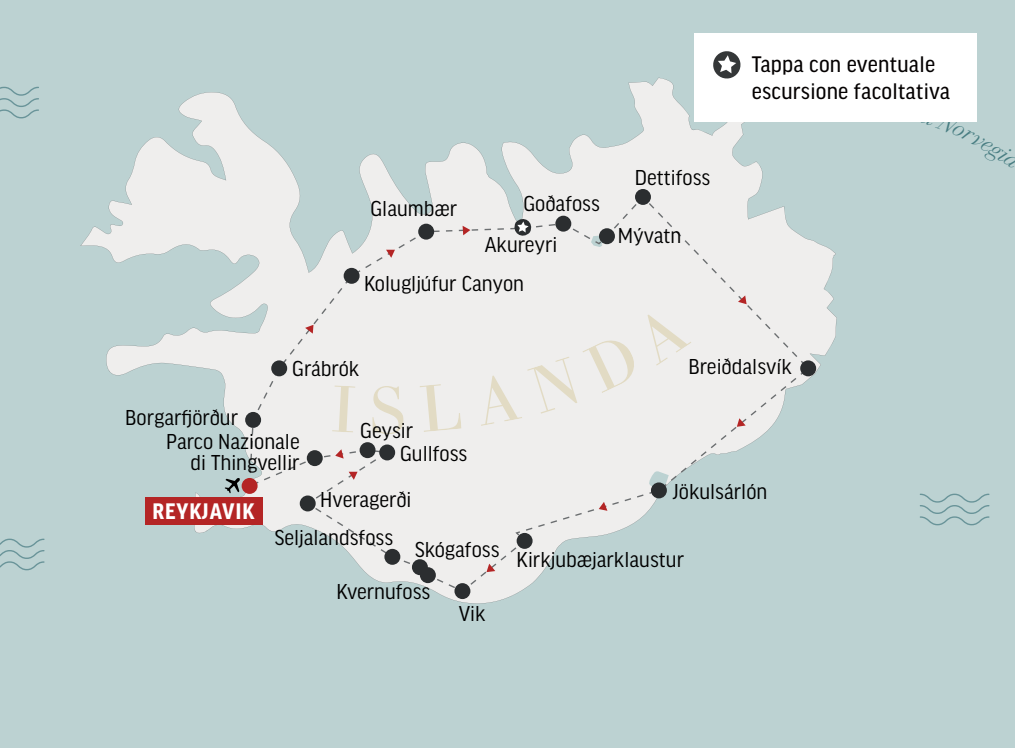 Tappa con eventuale
escursione facoltativa
Norvegia
Dettifoss
Glaumbær
Goðafoss
Akureyri
Mývatn
Kolugljúfur Canyon
ISLANDA
Breiðdalsvík
Grábrók
Borgarfjörður
Parco Nazionale
di Thingvellir
Geysir
Gullfoss
REYKJAVIK
Hveragerði
Jökulsárlón
Seljalandsfoss
Skógafoss
Kirkjubæjarklaustur
Kvernufoss
Vik